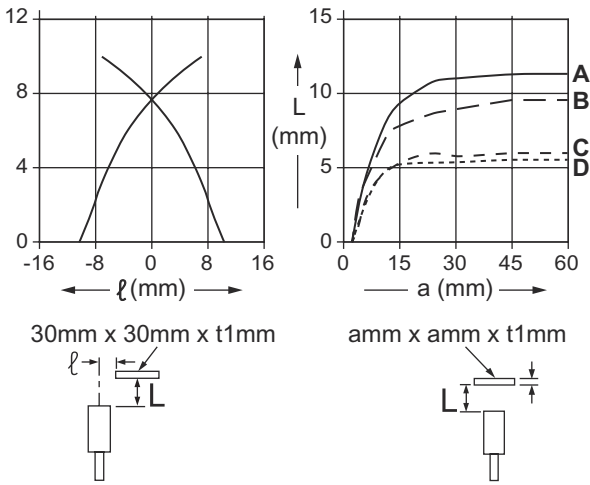 12
8
4
0
-16 -8 0 8 16
ℓ (mm)
L
(mm)
15
10
5
0
0 15 30 45 60
a (mm)
A
B
C
D
30mm x 30mm x t1mm
ℓ
L
amm x amm x t1mm
L